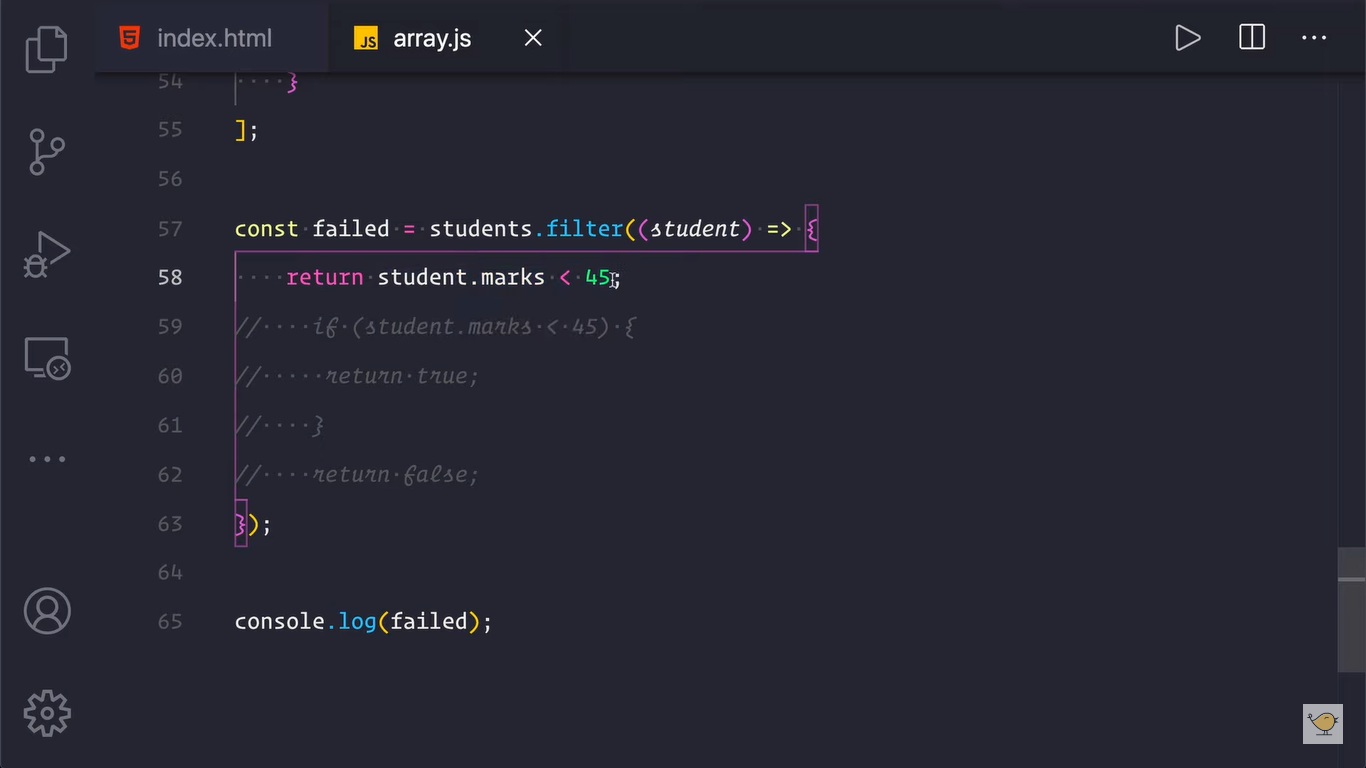 index.html
JS array.js
54 }
55 ];
56
57 const failed = students.filter((student) => {
58 return student.marks < 45;
59 // if (student.marks < 45) {
60 // return true;
61 // }
62 // return false;
63 });
64
65 console.log(failed);